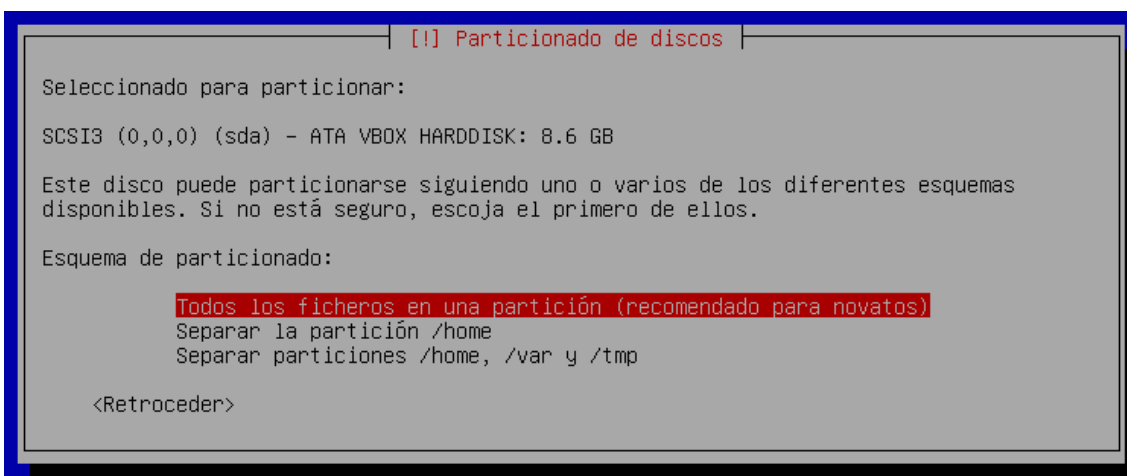 [!] Particionado de discos
Seleccionado para particionar:
SCSI3 (0,0,0) (sda) – ATA VBOX HARDDISK: 8.6 GB
Este disco puede particionarse siguiendo uno o varios de los diferentes esquemas
disponibles. Si no está seguro, escoja el primero de ellos.
Esquema de particionado:
Todos los ficheros en una partición (recomendado para novatos)
Separar la partición /home
Separar particiones /home, /var y /tmp
<Retroceder>